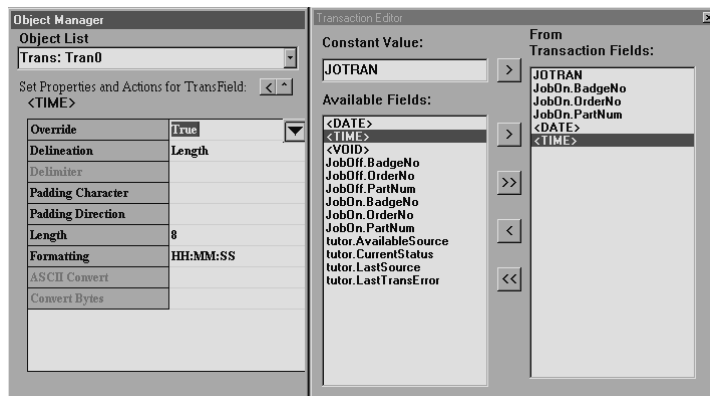 Object Manager
Object List
Trans: Tran0
Set Properties and Actions for TransField:
<TIME>
Override True
Delineation Length
Delimiter
Padding Character
Padding Direction
Length 8
Formatting HH:MM:SS
ASCII Convert
Convert Bytes
Transaction Editor
Constant Value:
JOTRAN
Available Fields:
<DATE>
<TIME>
<VOID>
JobOff.BadgeNo
JobOff.OrderNo
JobOff.PartNum
JobOn.BadgeNo
JobOn.OrderNo
JobOn.PartNum
tutor.AvailableSource
tutor.CurrentStatus
tutor.LastSource
tutor.LastTransError
>
>
>>
<
<<
From
Transaction Fields:
JOTRAN
JobOn.BadgeNo
JobOn.OrderNo
JobOn.PartNum
<DATE>
<TIME>